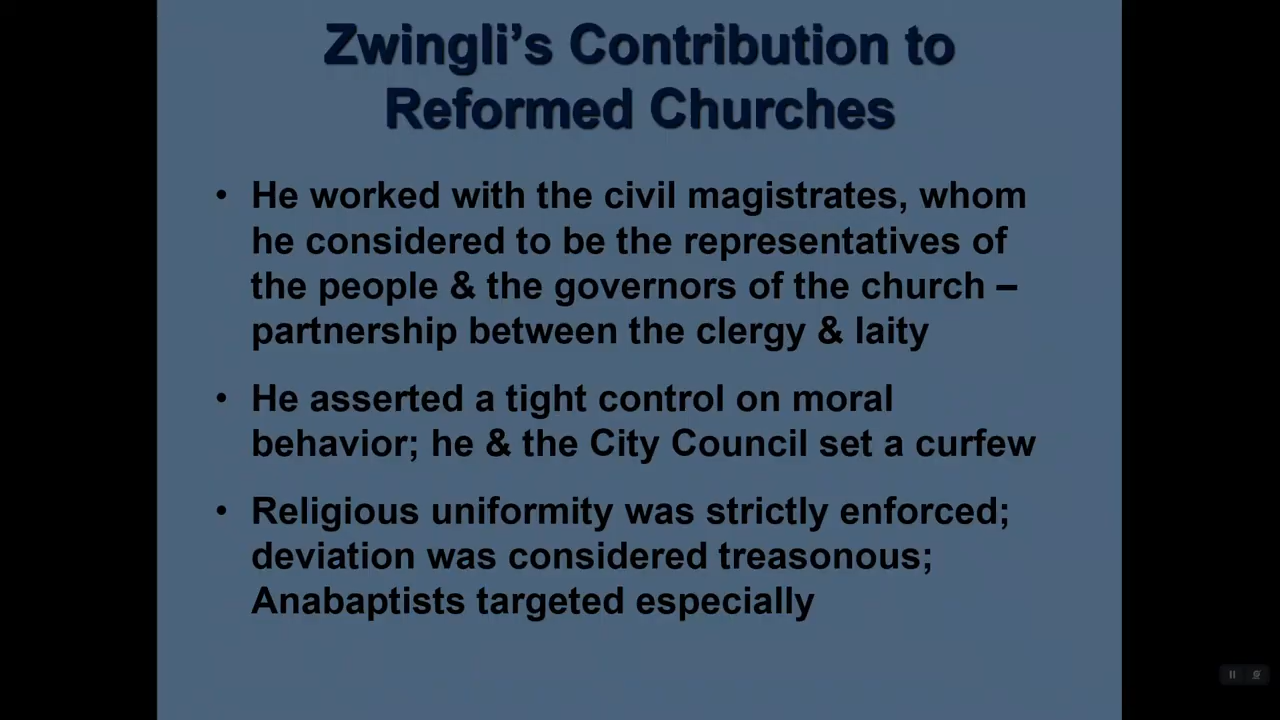 Zwingli’s Contribution to
Reformed Churches
• He worked with the civil magistrates, whom
he considered to be the representatives of
the people & the governors of the church –
partnership between the clergy & laity
• He asserted a tight control on moral
behavior; he & the City Council set a curfew
• Religious uniformity was strictly enforced;
deviation was considered treasonous;
Anabaptists targeted especially